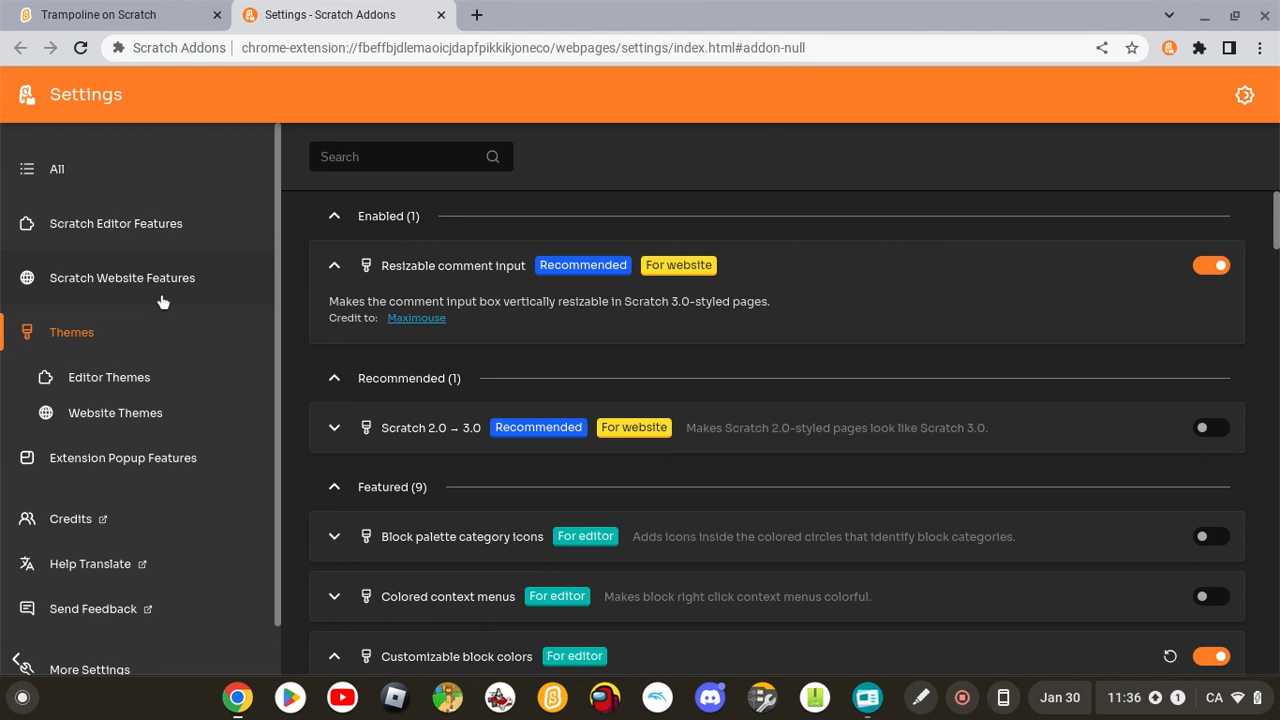 Trampoline on Scratch
Settings - Scratch Addons
Scratch Addons
chrome-extension://fbeffbjdlemaoicjdapfpikkikjoneco/webpages/settings/index.html#addon-null
Settings
All
Scratch Editor Features
Scratch Website Features
Themes
Editor Themes
Website Themes
Extension Popup Features
Credits
Help Translate
Send Feedback
More Settings
Search
Enabled (1)
Resizable comment input Recommended For website
Makes the comment input box vertically resizable in Scratch 3.0-styled pages.
Credit to: Maximouse
Recommended (1)
Scratch 2.0 → 3.0 Recommended For website Makes Scratch 2.0-styled pages look like Scratch 3.0.
Featured (9)
Block palette category icons For editor Adds icons inside the colored circles that identify block categories.
Colored context menus For editor Makes block right click context menus colorful.
Customizable block colors For editor
Jan 30
11:36
1
CA